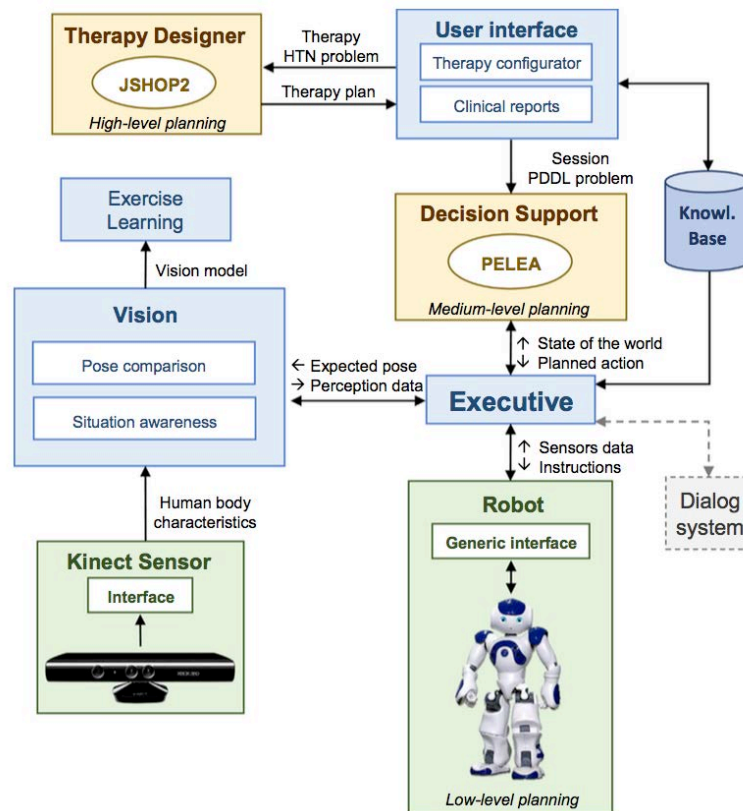 Therapy Designer
JSHOP2
High-level planning
Therapy
HTN problem
Therapy plan
User interface
Therapy configurator
Clinical reports
Session
PDDL problem
Knowl.
Base
Exercise
Learning
Vision model
Decision Support
PELEA
Medium-level planning
Vision
Pose comparison
Situation awareness
← Expected pose
→ Perception data
↑ State of the world
↓ Planned action
Executive
↑ Sensors data
↓ Instructions
Dialog
system
Human body
characteristics
Kinect Sensor
Interface
Robot
Generic interface
Low-level planning